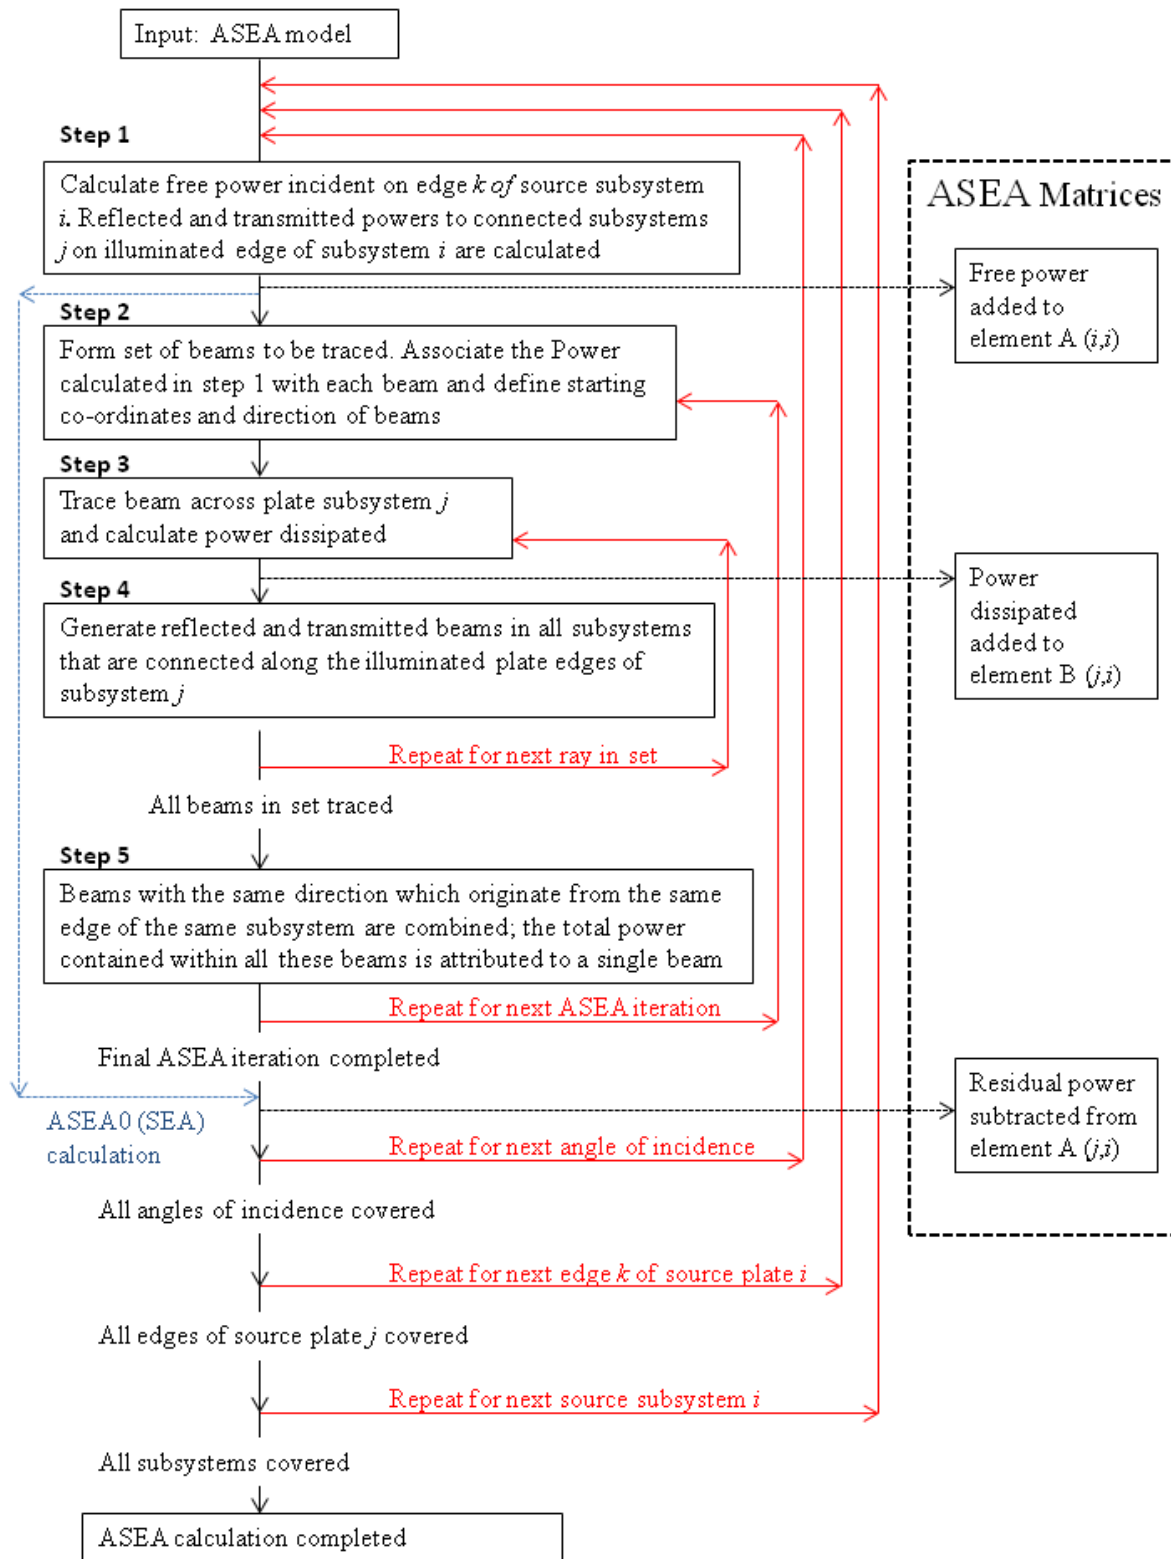 Input: ASEA model
Step 1
Calculate free power incident on edge k of source subsystem
i. Reflected and transmitted powers to connected subsystems
j on illuminated edge of subsystem i are calculated
ASEA Matrices
Free power
added to
element A (i,i)
Step 2
Form set of beams to be traced. Associate the Power
calculated in step 1 with each beam and define starting
co-ordinates and direction of beams
Step 3
Trace beam across plate subsystem j
and calculate power dissipated
Power
dissipated
added to
element B (j,i)
Step 4
Generate reflected and transmitted beams in all subsystems
that are connected along the illuminated plate edges of
subsystem j
Repeat for next ray in set
All beams in set traced
Step 5
Beams with the same direction which originate from the same
edge of the same subsystem are combined; the total power
contained within all these beams is attributed to a single beam
Repeat for next ASEA iteration
Final ASEA iteration completed
Residual power
subtracted from
element A (j,i)
ASEA0 (SEA)
calculation
Repeat for next angle of incidence
All angles of incidence covered
Repeat for next edge k of source plate i
All edges of source plate j covered
Repeat for next source subsystem i
All subsystems covered
ASEA calculation completed